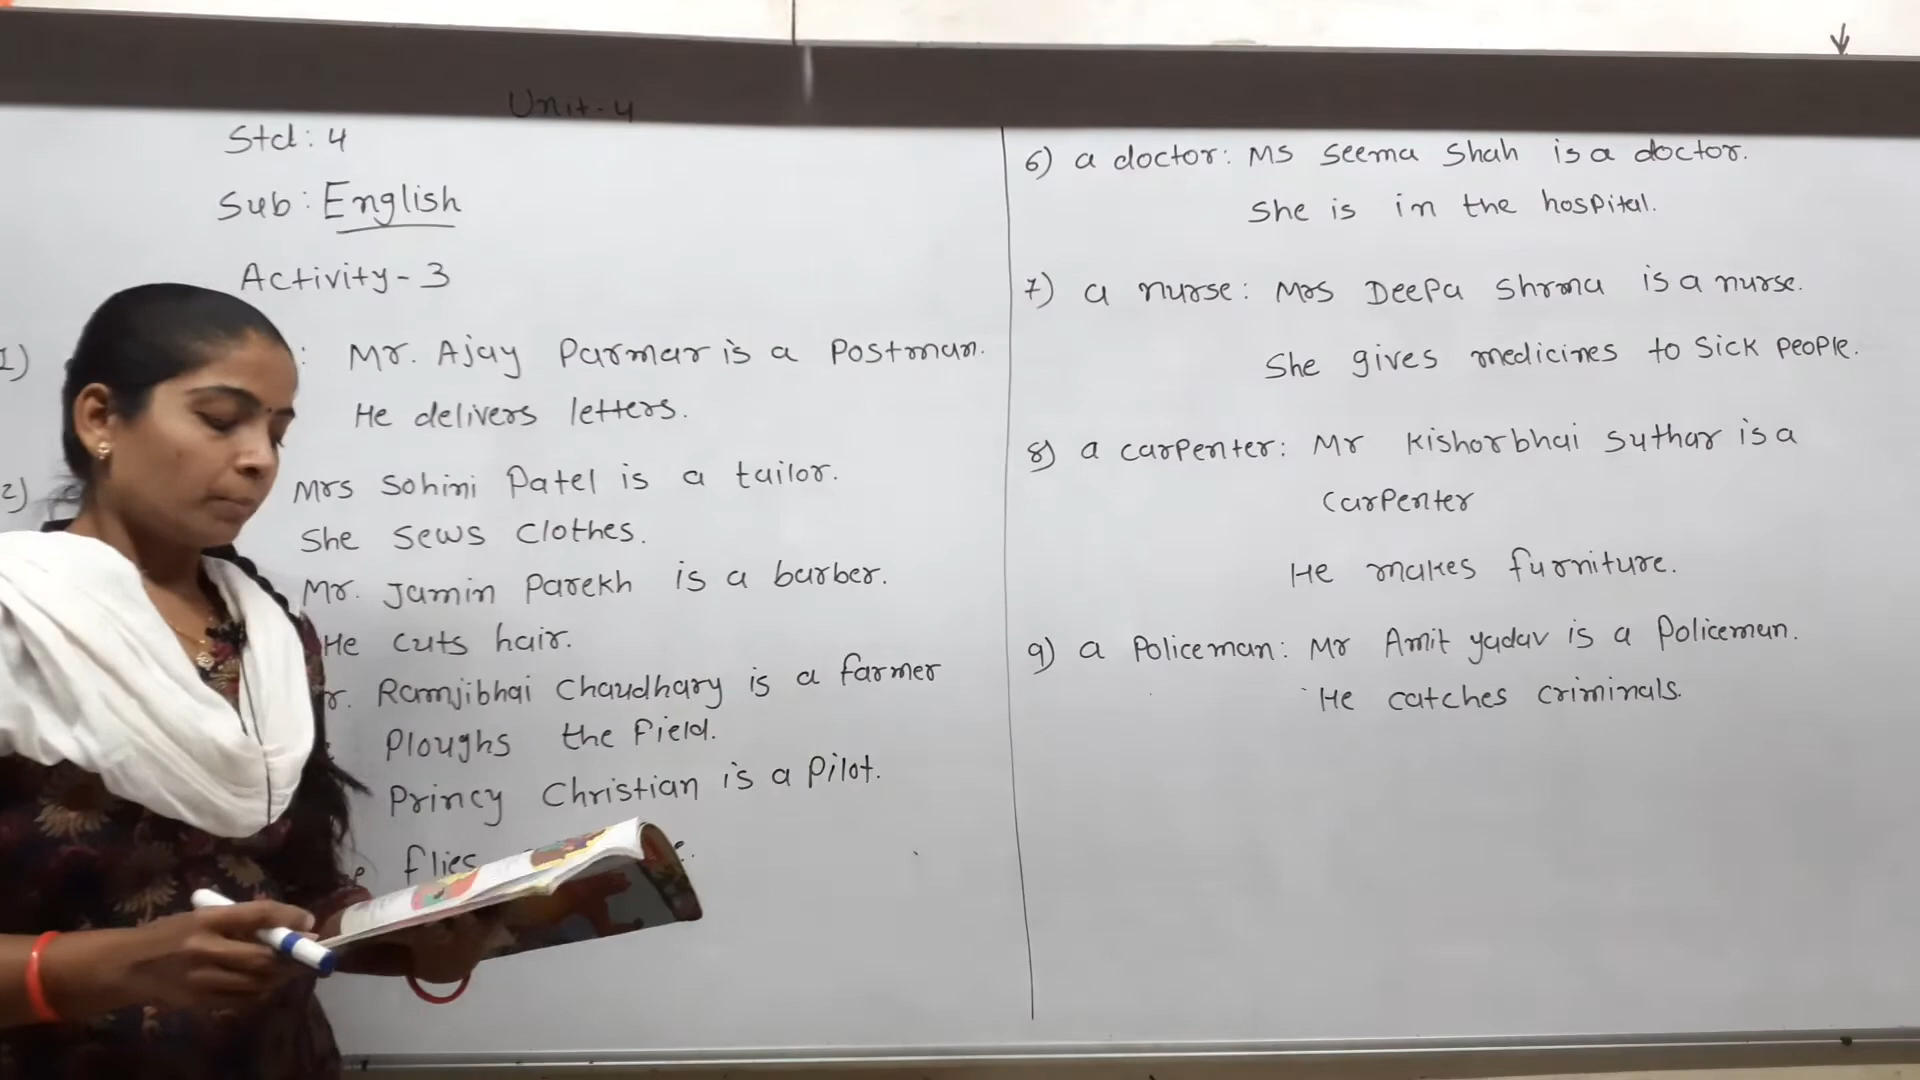 Unit-4
Std: 4
Sub: English
Activity-3
1) : Mr. Ajay Parmar is a Postman.
He delivers letters.
2) Mrs Sohini Patel is a tailor.
She sews clothes.
Mr. Jamin Parekh is a barber.
He cuts hair.
r. Ramjibhai Chaudhary is a farmer
Ploughs the Field.
Princy Christian is a Pilot.
flies
6) a doctor: Ms Seema Shah is a doctor.
She is in the hospital.
7) a nurse: Mrs Deepa Shrma is a nurse.
She gives medicines to sick people.
8) a carpenter: Mr Kishorbhai Suthar is a
Carpenter
He makes furniture.
9) a Policeman: Mr Amit yadav is a Policeman.
He catches criminals.